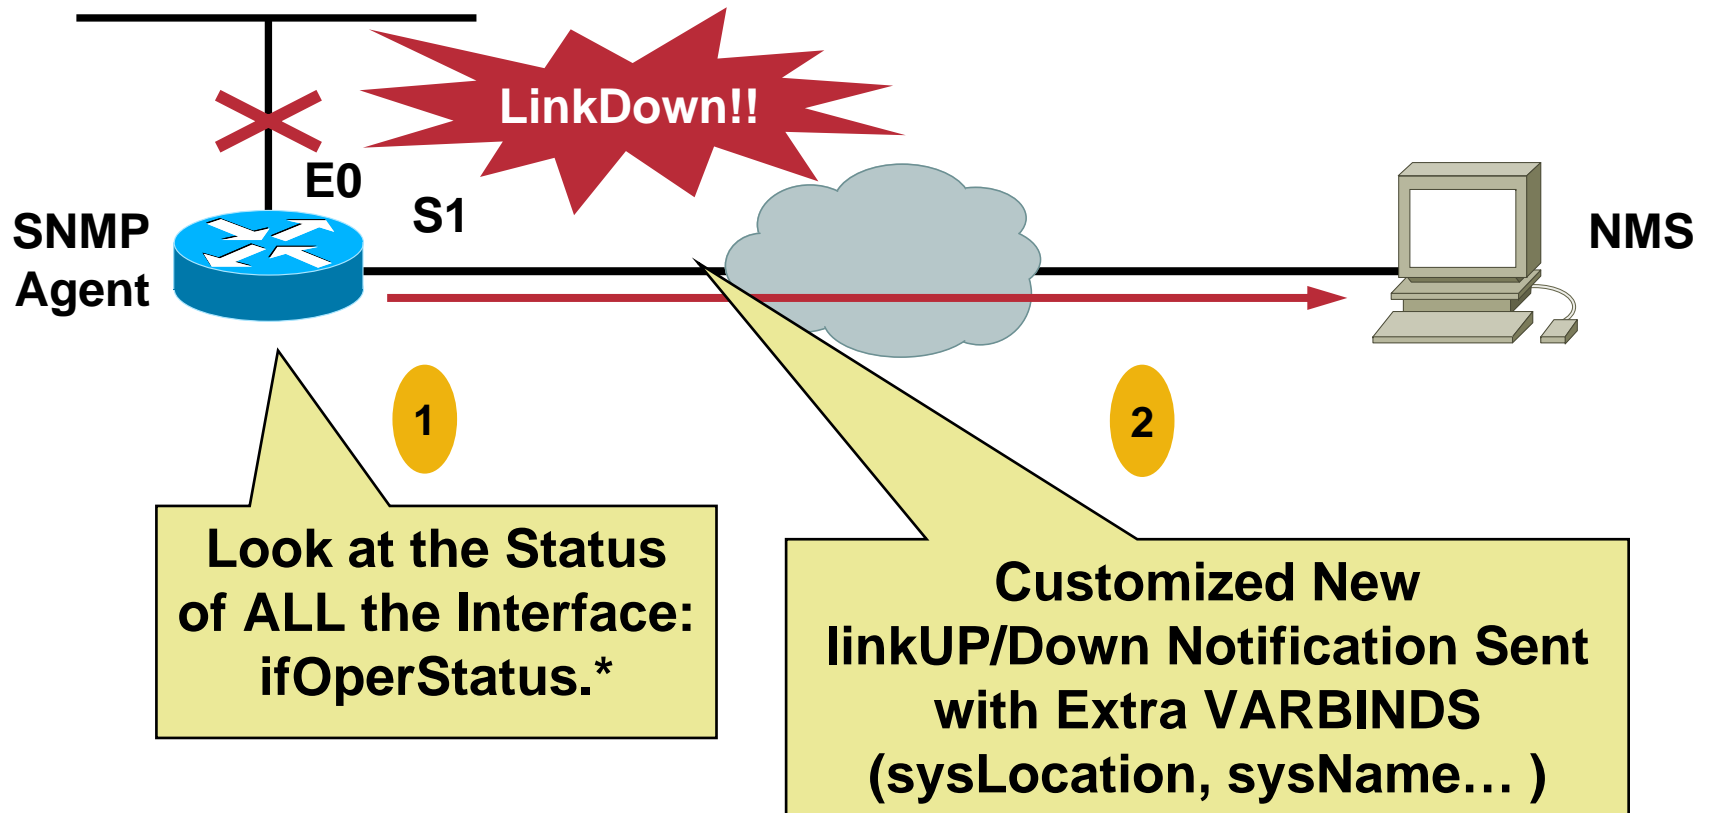 LinkDown!!
E0
S1
SNMP
Agent
NMS
1
2
Look at the Status
of ALL the Interface:
ifOperStatus.*
Customized New
linkUP/Down Notification Sent
with Extra VARBINDS
(sysLocation, sysName… )